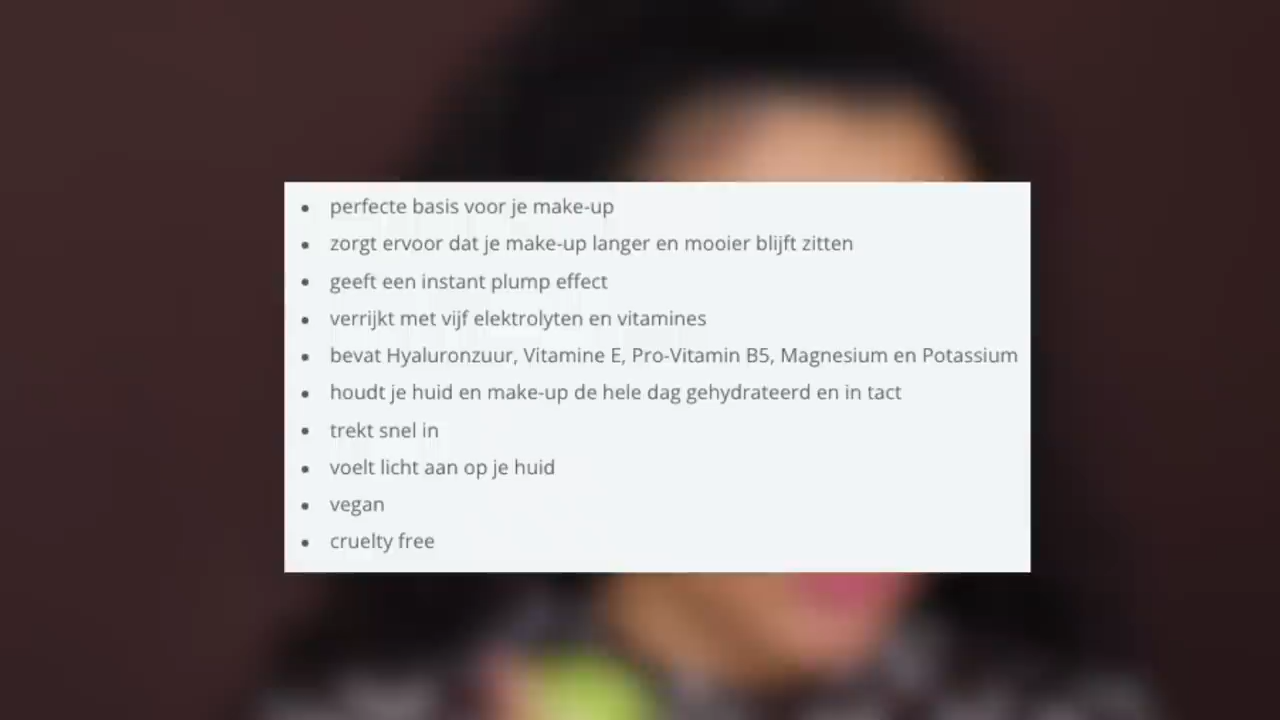 perfecte basis voor je make-up
zorgt ervoor dat je make-up langer en mooier blijft zitten
geeft een instant plump effect
verrijkt met vijf elektrolyten en vitamines
bevat Hyaluronzuur, Vitamine E, Pro-Vitamin B5, Magnesium en Potassium
houdt je huid en make-up de hele dag gehydrateerd en in tact
trekt snel in
voelt licht aan op je huid
vegan
cruelty free